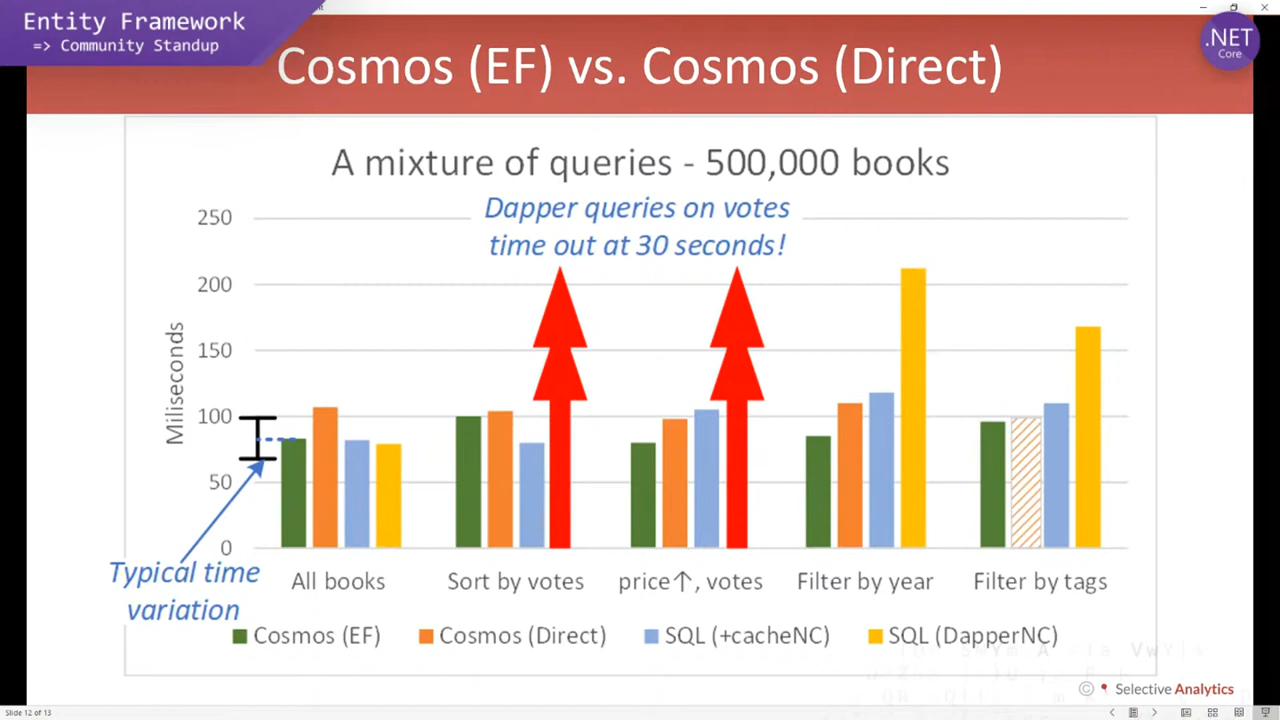 Entity Framework
=> Community Standup
.NET
Core
Cosmos (EF) vs. Cosmos (Direct)
A mixture of queries - 500,000 books
Dapper queries on votes
time out at 30 seconds!
Miliseconds
250
200
150
100
50
0
Typical time
variation
All books
Sort by votes
price↑, votes
Filter by year
Filter by tags
Cosmos (EF)
Cosmos (Direct)
SQL (+cacheNC)
SQL (DapperNC)
© Selective Analytics
Slide 12 of 13